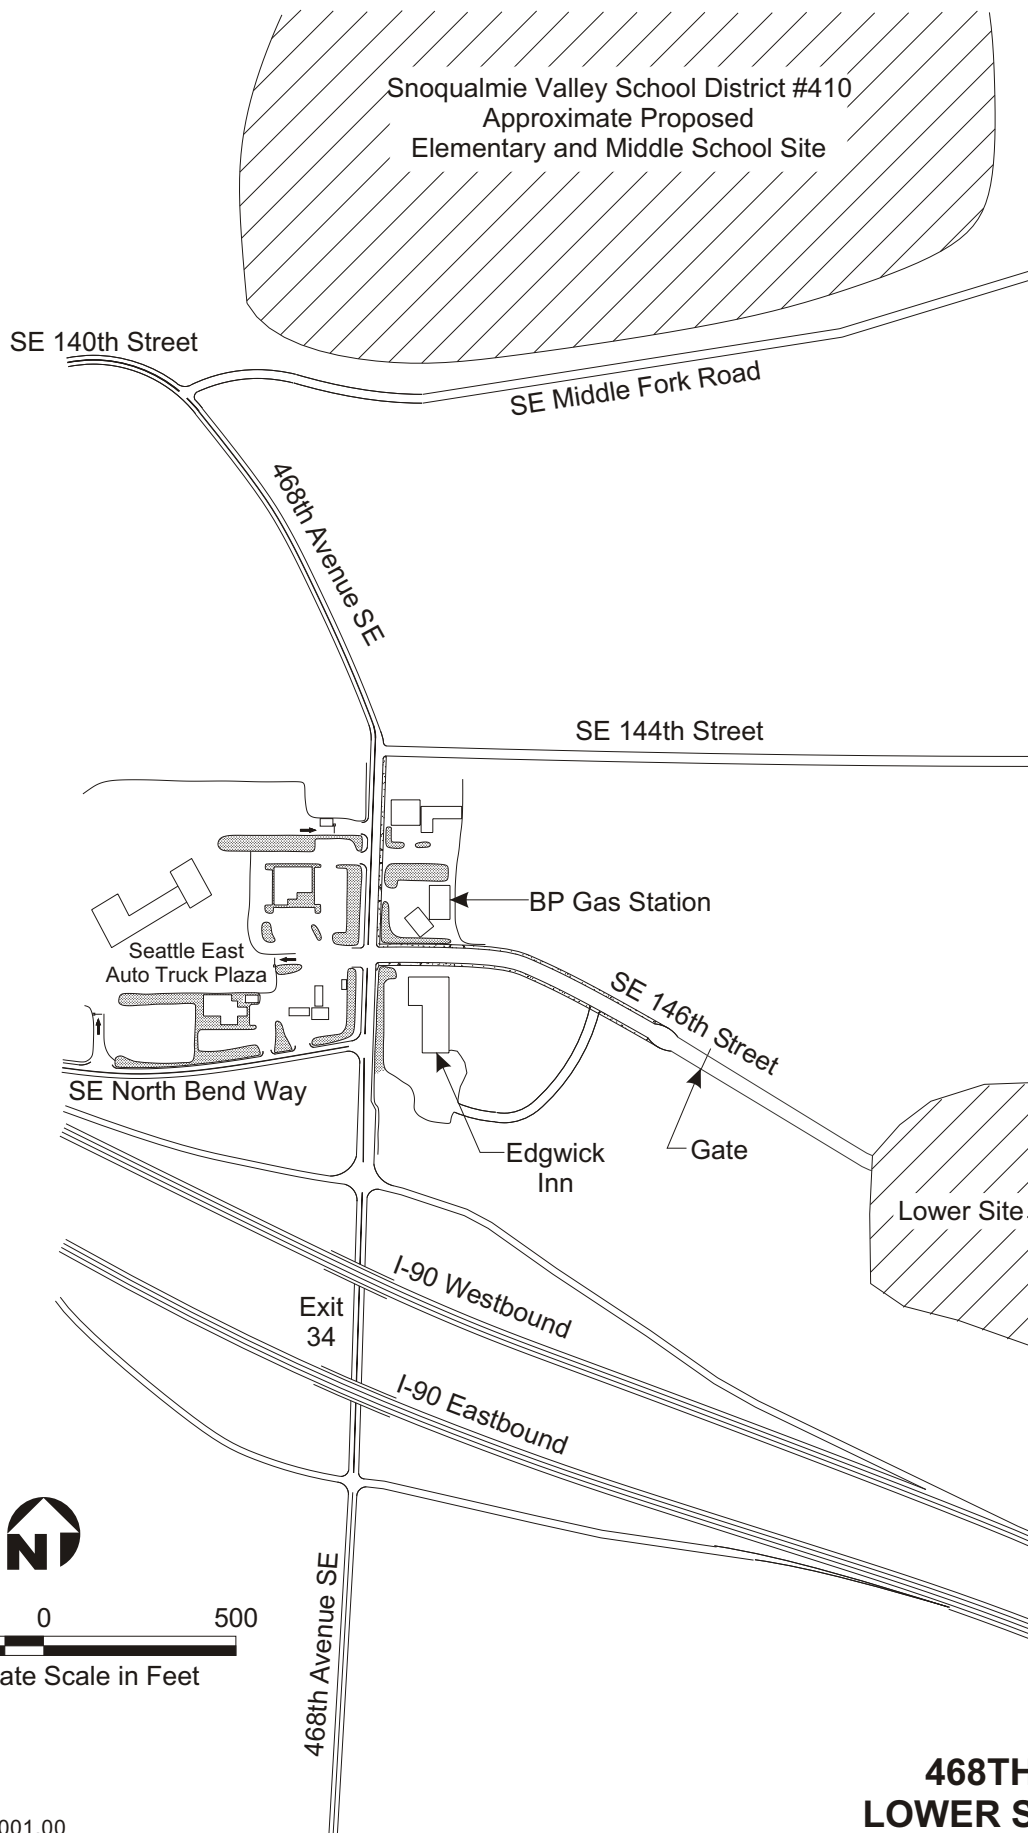 Snoqualmie Valley School District #410
Approximate Proposed
Elementary and Middle School Site
SE 140th Street
SE Middle Fork Road
468th Avenue SE
SE 144th Street
BP Gas Station
Seattle East
Auto Truck Plaza
SE 146th Street
SE North Bend Way
Edgwick
Inn
Gate
Lower Site
I-90 Westbound
Exit
34
I-90 Eastbound
N
0 500
ate Scale in Feet
468th Avenue SE
468TH
LOWER S
001.00